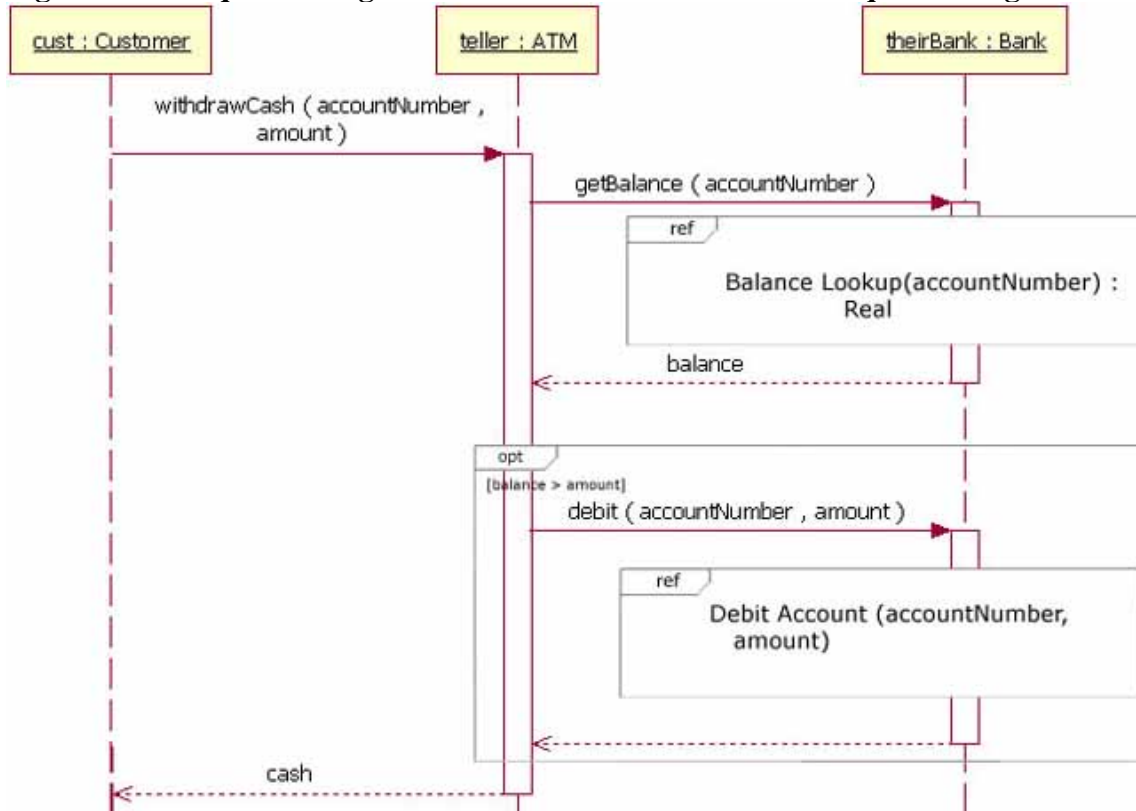 cust : Customer
teller : ATM
theirBank : Bank
withdrawCash ( accountNumber ,
amount )
getBalance ( accountNumber )
ref
Balance Lookup(accountNumber) :
Real
balance
opt
[balance > amount]
debit ( accountNumber , amount )
ref
Debit Account (accountNumber,
amount)
cash